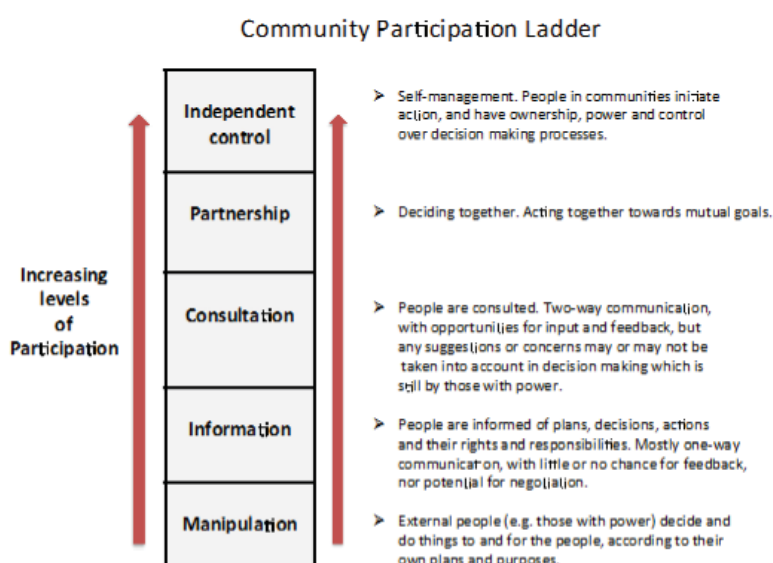 Community Participation Ladder
Increasing
levels
of
Participation
Independent
control
➤ Self-management. People in communities initiate
action, and have ownership, power and control
over decision making processes.
Partnership
➤ Deciding together. Acting together towards mutual goals.
Consultation
➤ People are consulted. Two-way communication,
with opportunities for input and feedback, but
any suggestions or concerns may or may not be
taken into account in decision making which is
still by those with power.
Information
➤ People are informed of plans, decisions, actions
and their rights and responsibilities. Mostly one-way
communication, with little or no chance for feedback,
nor potential for negotiation.
Manipulation
➤ External people (e.g. those with power) decide and
do things to and for the people, according to their
own plans and purposes.